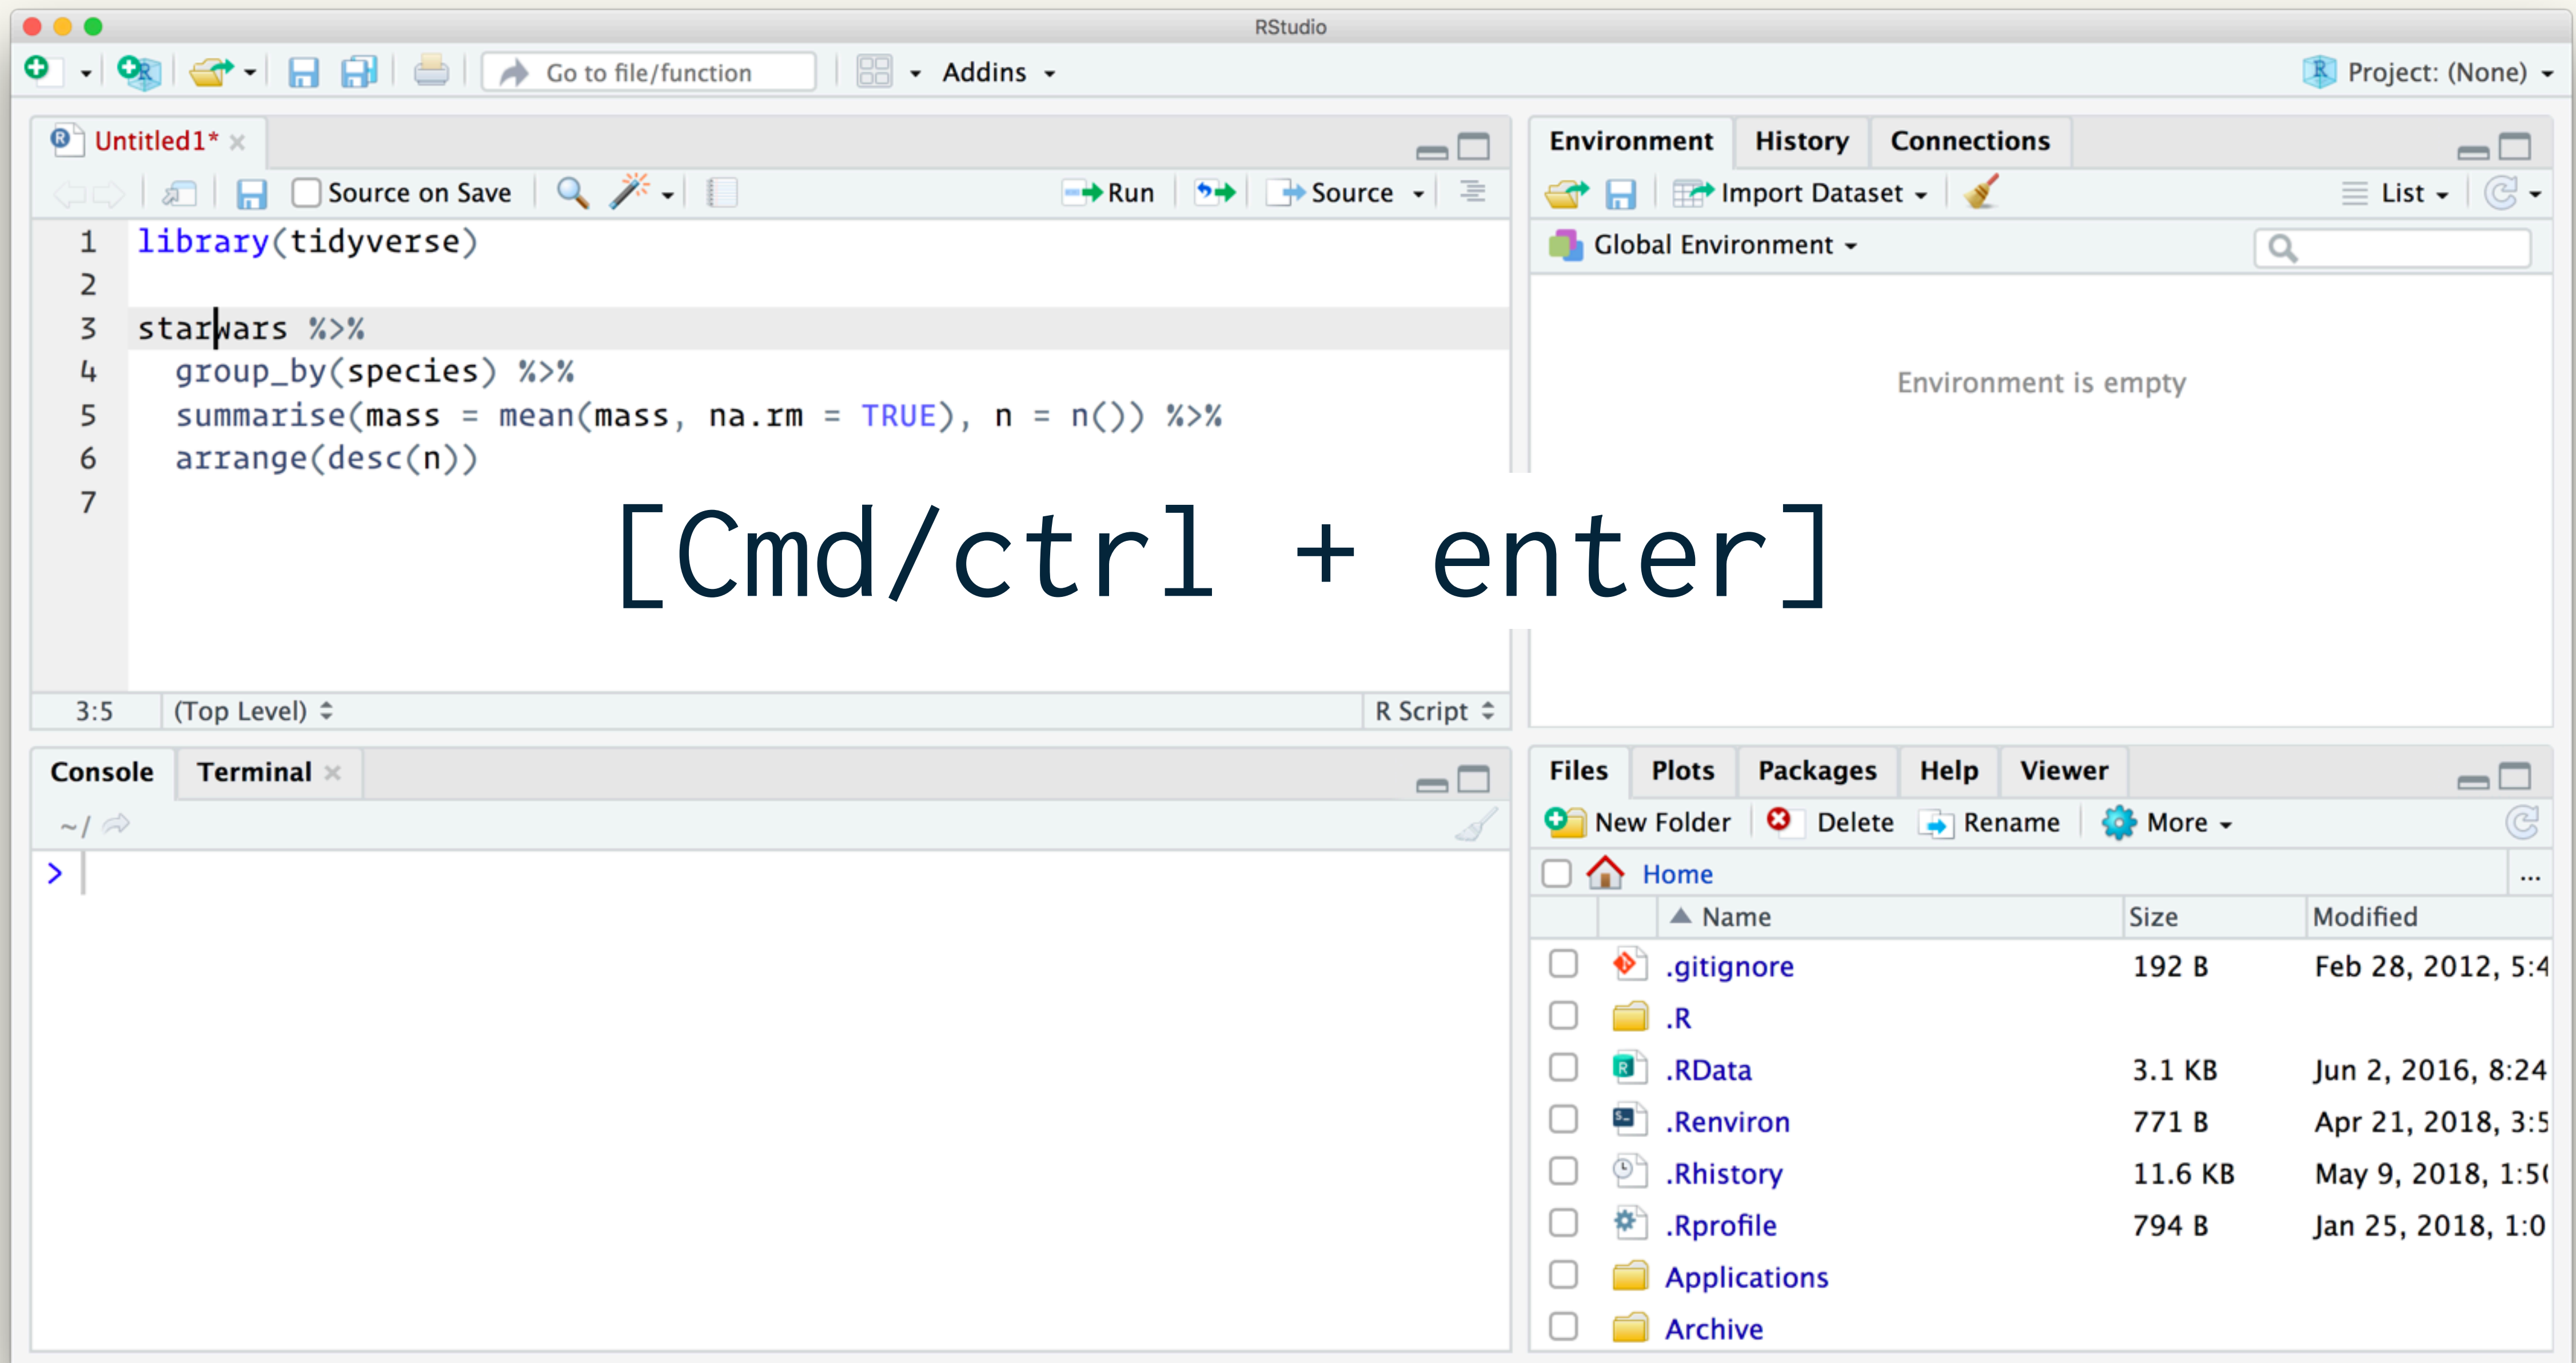 RStudio
Go to file/function
Addins
Project: (None)
Untitled1*
Source on Save
Run
Source
1 library(tidyverse)
2
3 starwars %>%
4   group_by(species) %>%
5   summarise(mass = mean(mass, na.rm = TRUE), n = n()) %>%
6   arrange(desc(n))
7
[Cmd/ctrl + enter]
3:5 (Top Level) R Script
Environment History Connections
Import Dataset List
Global Environment
Environment is empty
Console Terminal
~/
>
Files Plots Packages Help Viewer
New Folder Delete Rename More
Home ...
Name Size Modified
.gitignore 192 B Feb 28, 2012, 5:4
.R
.RData 3.1 KB Jun 2, 2016, 8:24
.Renviron 771 B Apr 21, 2018, 3:5
.Rhistory 11.6 KB May 9, 2018, 1:50
.Rprofile 794 B Jan 25, 2018, 1:0
Applications
Archive